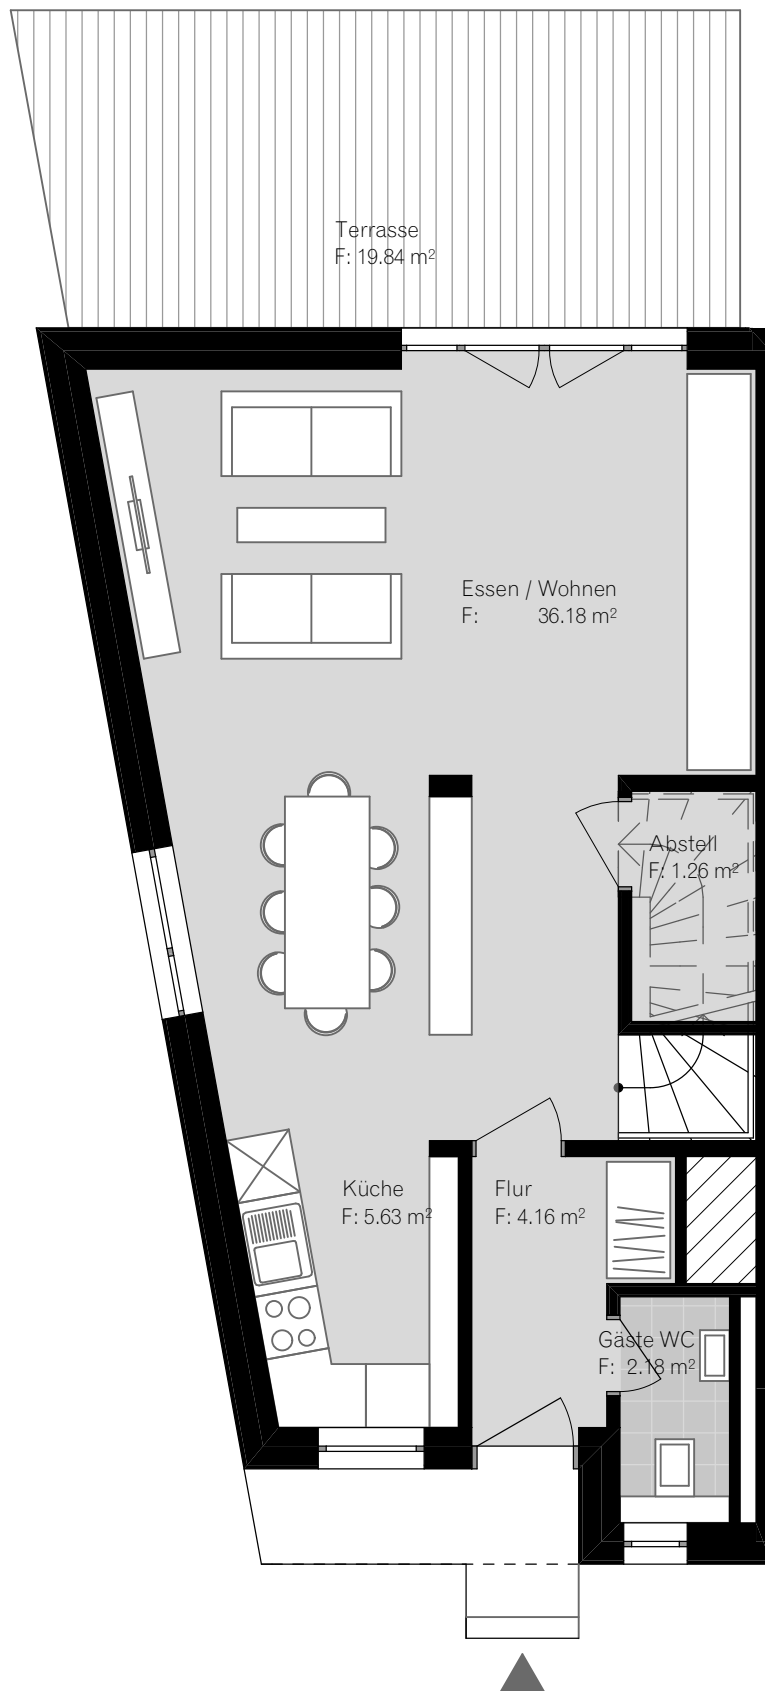 Terrasse
F: 19.84 m²
Essen / Wohnen
F: 36.18 m²
Abstell
F: 1.26 m²
Küche
F: 5.63 m²
Flur
F: 4.16 m²
Gäste WC
F: 2.18 m²